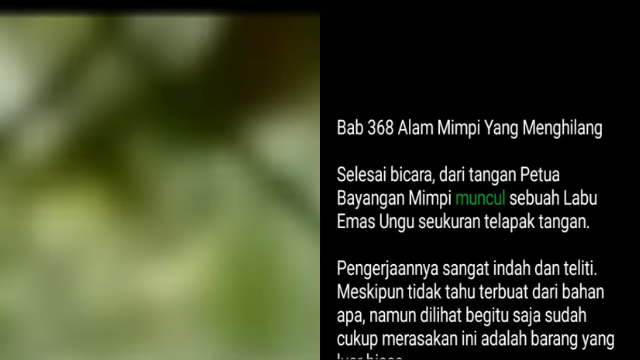 Bab 368 Alam Mimpi Yang Menghilang
Selesai bicara, dari tangan Petua
Bayangan Mimpi muncul sebuah Labu
Emas Ungu seukuran telapak tangan.
Pengerjaannya sangat indah dan teliti.
Meskipun tidak tahu terbuat dari bahan
apa, namun dilihat begitu saja sudah
cukup merasakan ini adalah barang yang
luar biasa